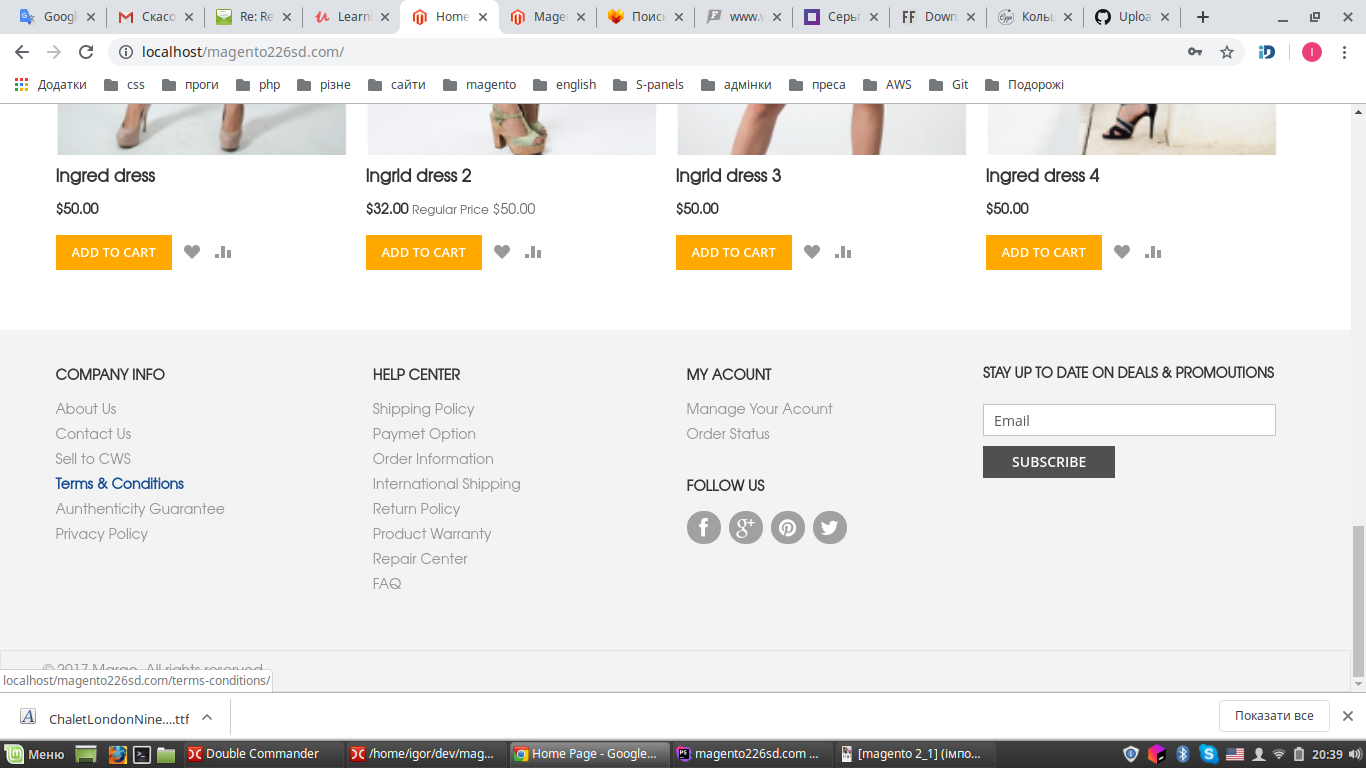 Googl
Скасо
Re: Re
Learni
Home
Mage
Поиск
www.
Серь
Downl
Коль
Uploa
localhost/magento226sd.com/
Додатки css проги php різне сайти magento english S-panels адмінки преса AWS Git Подорожі
Ingred dress
$50.00
ADD TO CART
Ingrid dress 2
$32.00 Regular Price $50.00
ADD TO CART
Ingrid dress 3
$50.00
ADD TO CART
Ingred dress 4
$50.00
ADD TO CART
COMPANY INFO
About Us
Contact Us
Sell to CWS
Terms & Conditions
Aunthenticity Guarantee
Privacy Policy
HELP CENTER
Shipping Policy
Paymet Option
Order Information
International Shipping
Return Policy
Product Warranty
Repair Center
FAQ
MY ACOUNT
Manage Your Acount
Order Status
FOLLOW US
STAY UP TO DATE ON DEALS & PROMOUTIONS
Email
SUBSCRIBE
© 2017 Margo. All rights reserved.
localhost/magento226sd.com/terms-conditions/
ChaletLondonNine....ttf
Показати все
Меню
Double Commander
/home/igor/dev/mag...
Home Page - Google...
magento226sd.com ...
[magento 2_1] (імпо...
20:39